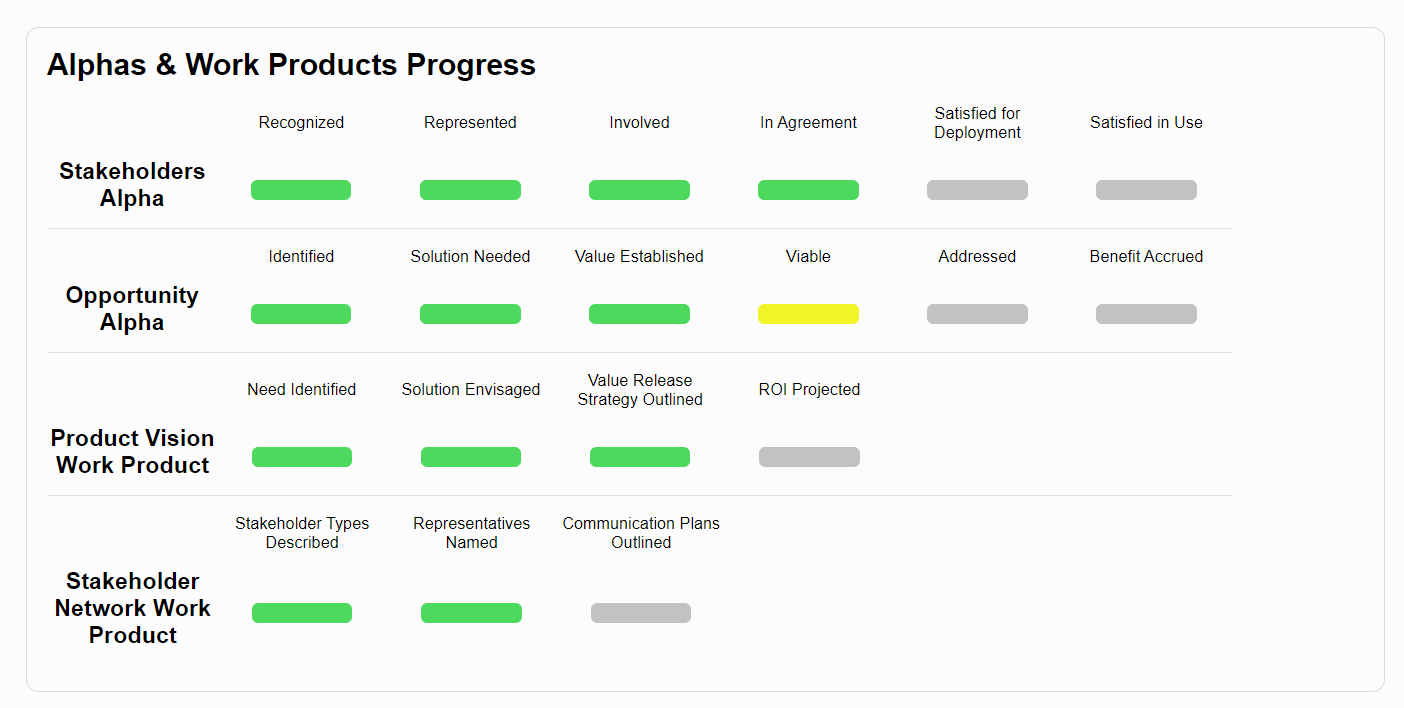 Alphas & Work Products Progress
Recognized
Represented
Involved
In Agreement
Satisfied for
Deployment
Satisfied in Use
Stakeholders
Alpha
Identified
Solution Needed
Value Established
Viable
Addressed
Benefit Accrued
Opportunity
Alpha
Need Identified
Solution Envisaged
Value Release
Strategy Outlined
ROI Projected
Product Vision
Work Product
Stakeholder Types
Described
Representatives
Named
Communication Plans
Outlined
Stakeholder
Network Work
Product